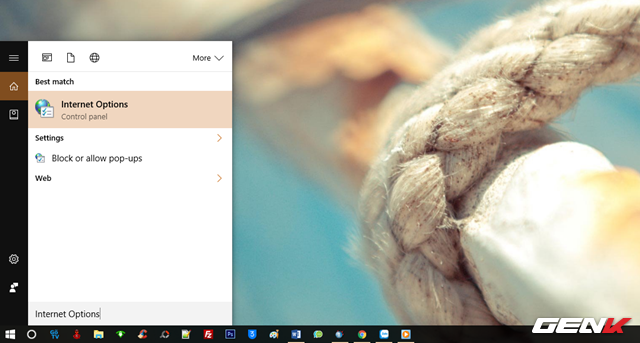 More
Best match
Internet Options
Control panel
Settings
Block or allow pop-ups
Web
Internet Options
GENK